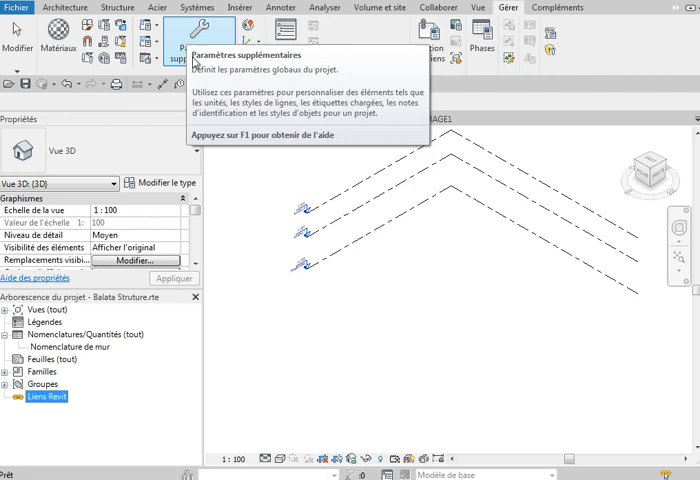 Fichier Architecture Structure Acier Systèmes Insérer Annoter Analyser Volume et site Collaborer Vue Gérer Compléments
Modifier Matériaux Phases
Paramètres supplémentaires
Définit les paramètres globaux du projet.
Utilisez ces paramètres pour personnaliser des éléments tels que
les unités, les styles de lignes, les étiquettes chargées, les notes
d'identification et les styles d'objets pour un projet.
Appuyez sur F1 pour obtenir de l'aide
Propriétés
Vue 3D
Vue 3D: {3D} Modifier le type
Graphismes
Echelle de la vue 1 : 100
Valeur de l'échelle 1: 100
Niveau de détail Moyen
Visibilité des éléments Afficher l'original
Remplacements visibi... Modifier...
Aide des propriétés Appliquer
Arborescence du projet - Balata Struture.rte
Vues (tout)
Légendes
Nomenclatures/Quantités (tout)
Nomenclature de mur
Feuilles (tout)
Familles
Groupes
Liens Revit
1 : 100
Prêt :0 Modèle de base